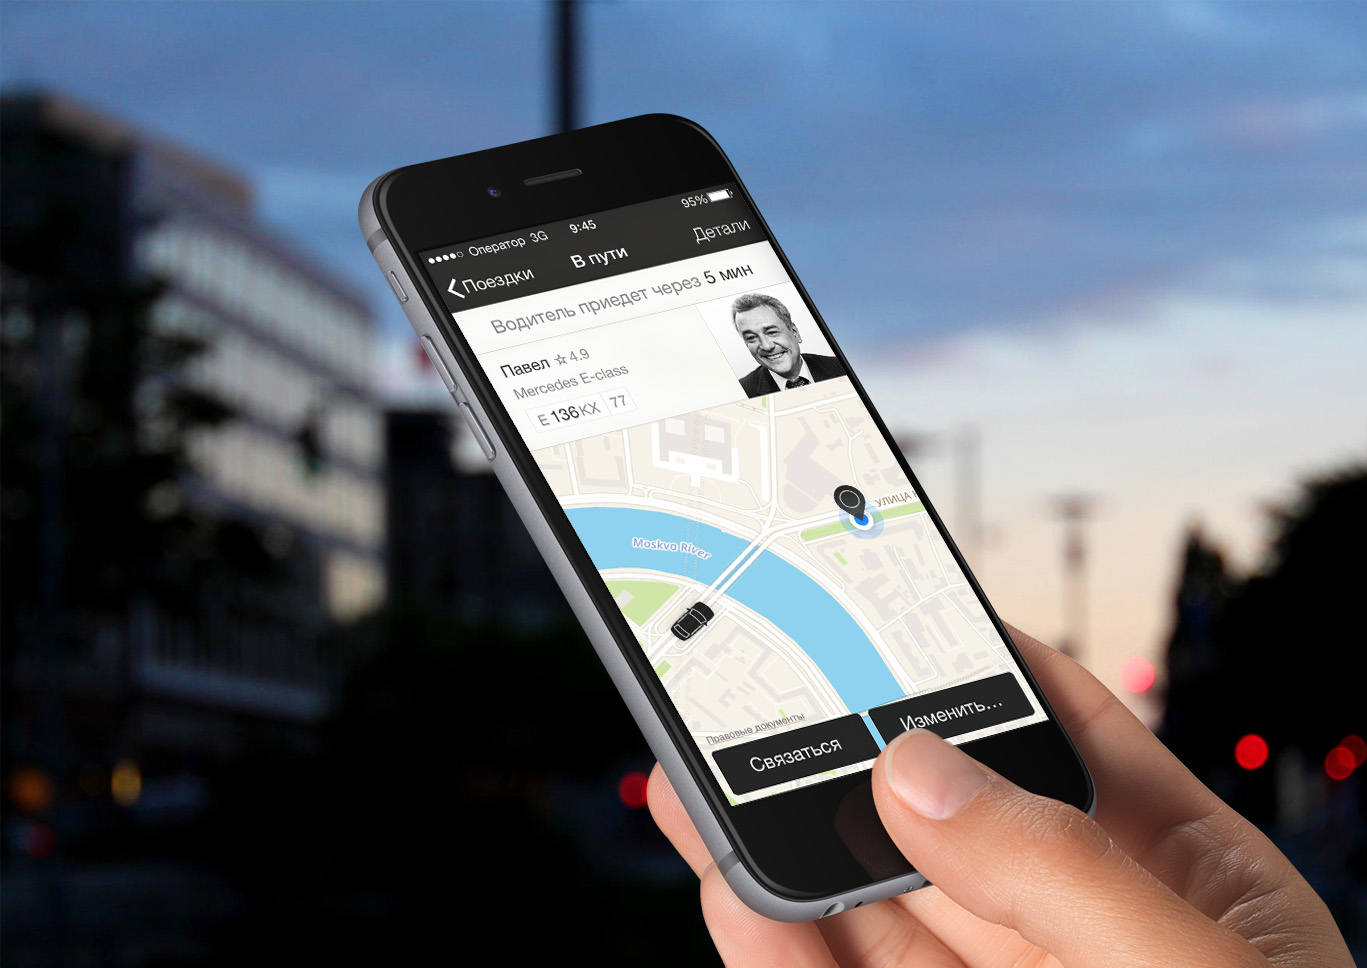 Оператор 3G 9:45 95%
Поездки В пути Детали
Водитель приедет через 5 мин
Павел ☆ 4.9
Mercedes E-class
E 136 KX 77
УЛИЦА
Moskva River
Правовые документы
Связаться Изменить...